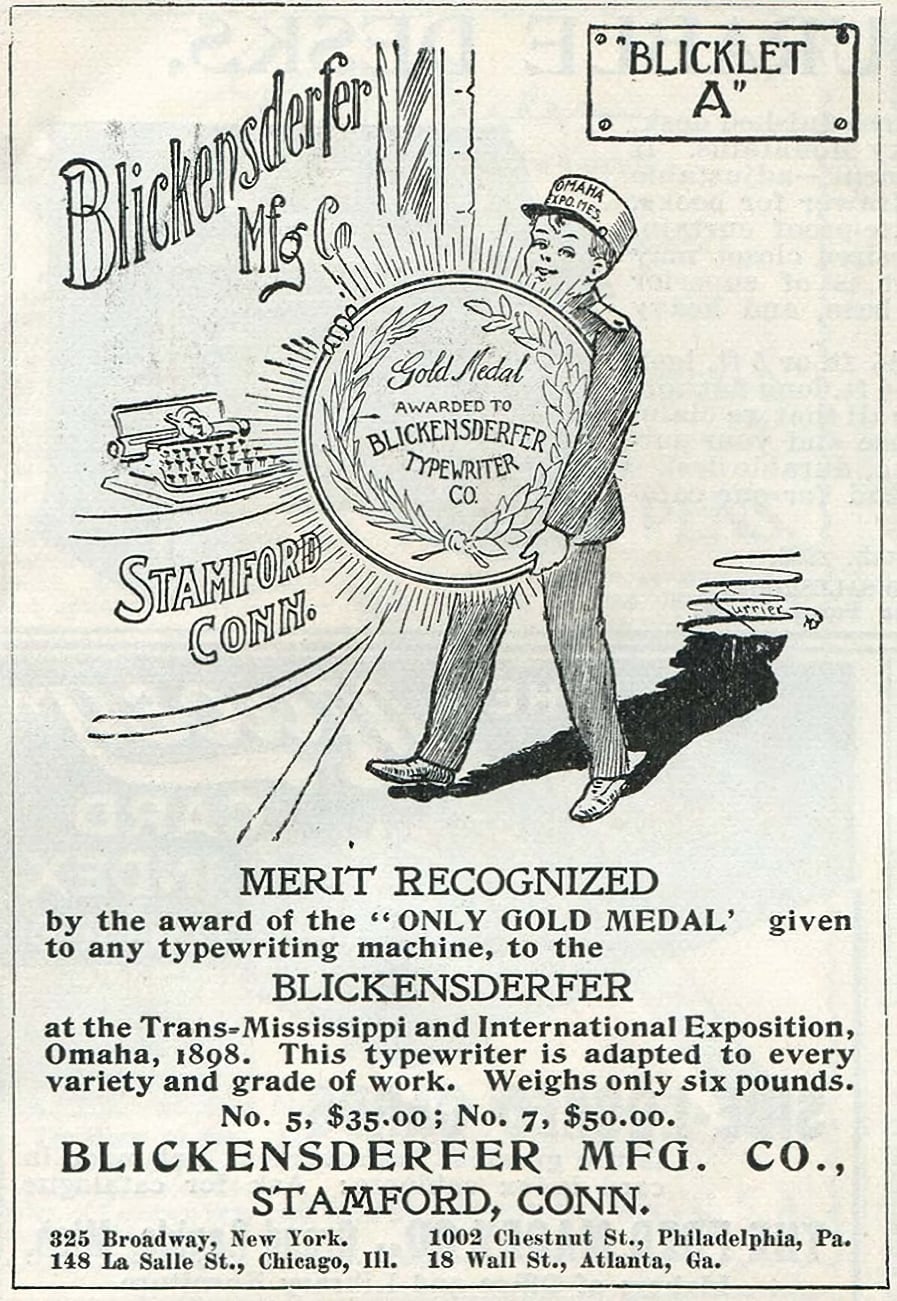 "BLICKLET
A"
Blickensderfer
Mfg Co
OMAHA
EXPO. MES.
Gold Medal
AWARDED TO
BLICKENSDERFER
TYPEWRITER
CO.
STAMFORD
CONN.
Currier
MERIT RECOGNIZED
by the award of the "ONLY GOLD MEDAL' given
to any typewriting machine, to the
BLICKENSDERFER
at the Trans-Mississippi and International Exposition,
Omaha, 1898. This typewriter is adapted to every
variety and grade of work. Weighs only six pounds.
No. 5, $35.00; No. 7, $50.00.
BLICKENSDERFER MFG. CO.,
STAMFORD, CONN.
325 Broadway, New York. 1002 Chestnut St., Philadelphia, Pa.
148 La Salle St., Chicago, Ill. 18 Wall St., Atlanta, Ga.